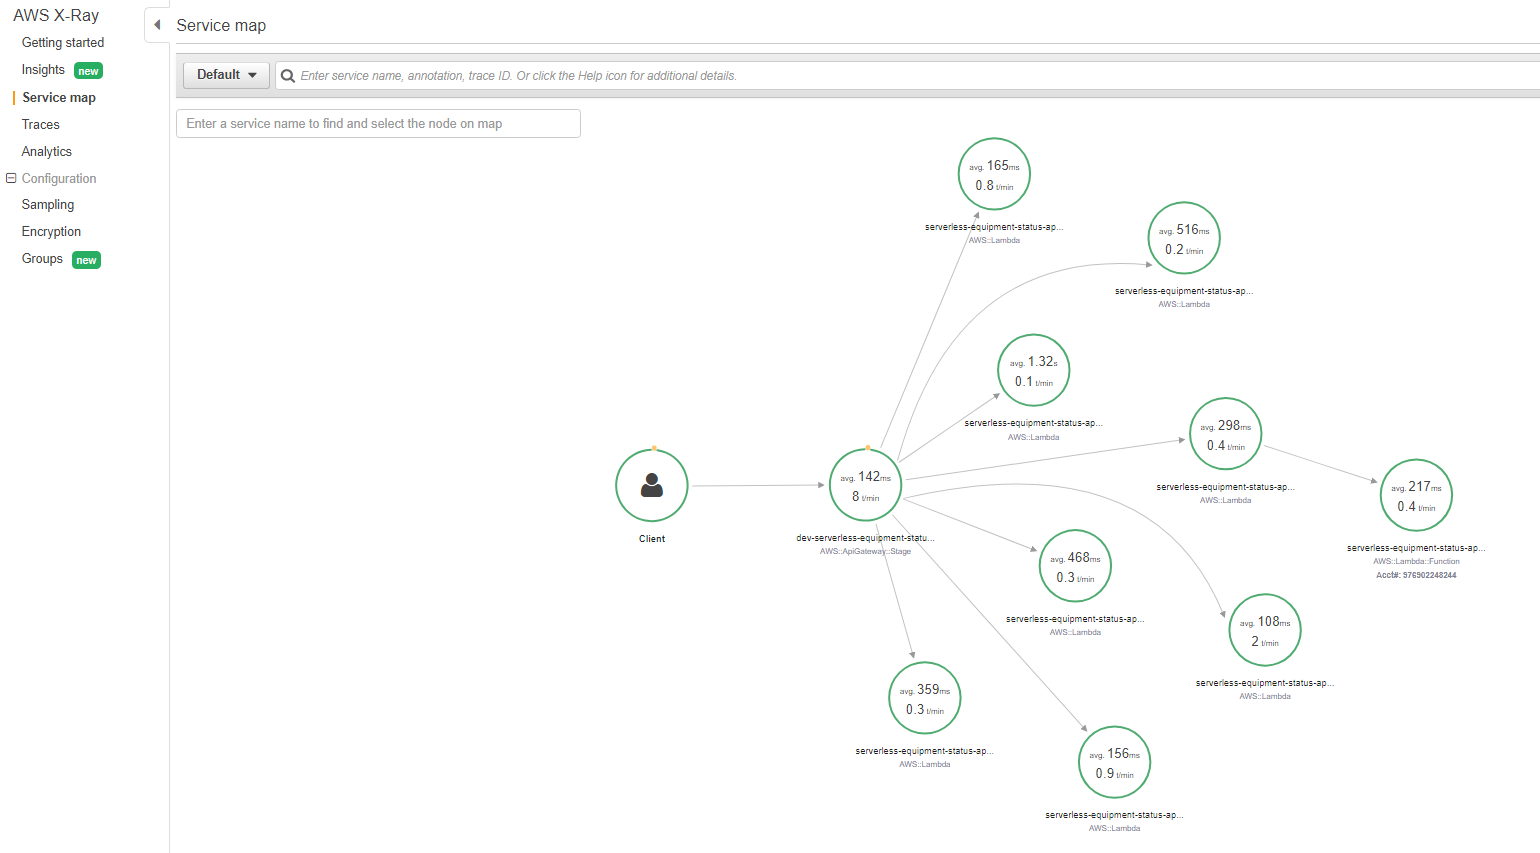 AWS X-Ray
Getting started
Insights new
Service map
Traces
Analytics
Configuration
Sampling
Encryption
Groups new
Service map
Default
Enter service name, annotation, trace ID. Or click the Help icon for additional details.
Enter a service name to find and select the node on map
avg. 165ms
0.8 t/min
serverless-equipment-status-ap...
AWS::Lambda
avg. 516ms
0.2 t/min
serverless-equipment-status-ap...
AWS::Lambda
avg. 1.32s
0.1 t/min
serverless-equipment-status-ap...
AWS::Lambda
avg. 298ms
0.4 t/min
serverless-equipment-status-ap...
AWS::Lambda
Client
avg. 142ms
8 t/min
dev-serverless-equipment-statu...
AWS::ApiGateway::Stage
avg. 217ms
0.4 t/min
serverless-equipment-status-ap...
AWS::Lambda::Function
Acct#: 976902248244
avg. 468ms
0.3 t/min
serverless-equipment-status-ap...
AWS::Lambda
avg. 108ms
2 t/min
serverless-equipment-status-ap...
AWS::Lambda
avg. 359ms
0.3 t/min
serverless-equipment-status-ap...
AWS::Lambda
avg. 156ms
0.9 t/min
serverless-equipment-status-ap...
AWS::Lambda